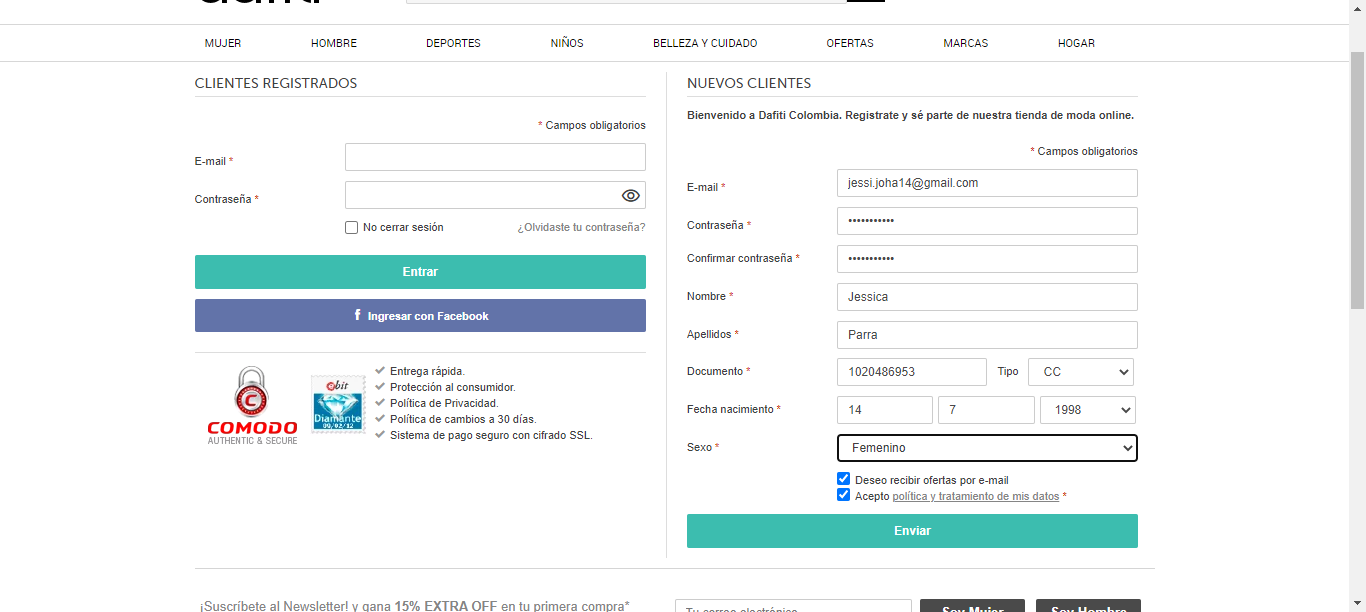 MUJER HOMBRE DEPORTES NIÑOS BELLEZA Y CUIDADO OFERTAS MARCAS HOGAR
CLIENTES REGISTRADOS
* Campos obligatorios
E-mail *
Contraseña *
No cerrar sesión ¿Olvidaste tu contraseña?
Entrar
f Ingresar con Facebook
COMODO
AUTHENTIC & SECURE
ebit
Diamante
09/02/12
Entrega rápida.
Protección al consumidor.
Política de Privacidad.
Política de cambios a 30 días.
Sistema de pago seguro con cifrado SSL.
NUEVOS CLIENTES
Bienvenido a Dafiti Colombia. Registrate y sé parte de nuestra tienda de moda online.
* Campos obligatorios
E-mail * jessi.joha14@gmail.com
Contraseña * •••••••••••
Confirmar contraseña * •••••••••••
Nombre * Jessica
Apellidos * Parra
Documento * 1020486953 Tipo CC
Fecha nacimiento * 14 7 1998
Sexo * Femenino
Deseo recibir ofertas por e-mail
Acepto política y tratamiento de mis datos *
Enviar
¡Suscríbete al Newsletter! y gana 15% EXTRA OFF en tu primera compra* Tu correo electrónico Soy Mujer Soy Hombre